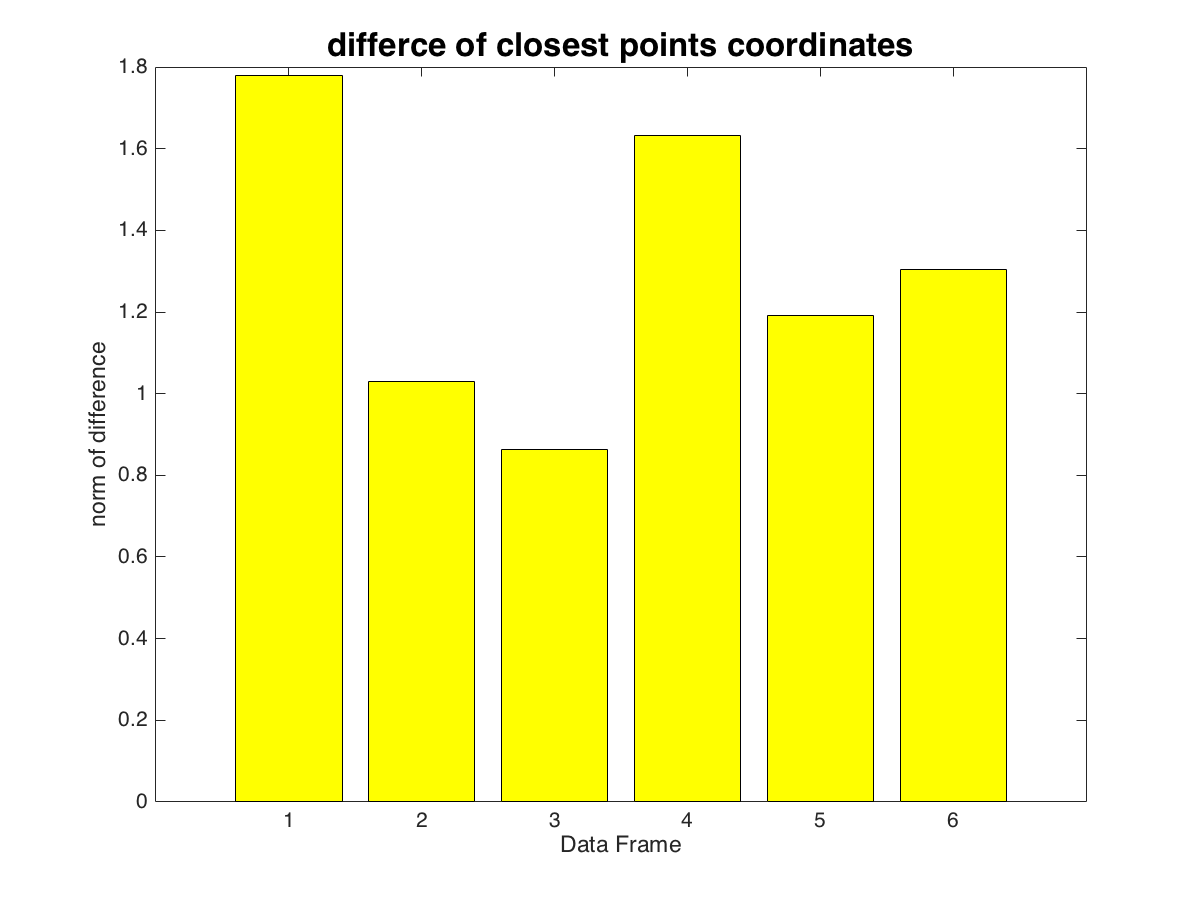 differce of closest points coordinates
1.8
1.6
1.4
1.2
1
0.8
0.6
0.4
0.2
0
norm of difference
1 2 3 4 5 6
Data Frame